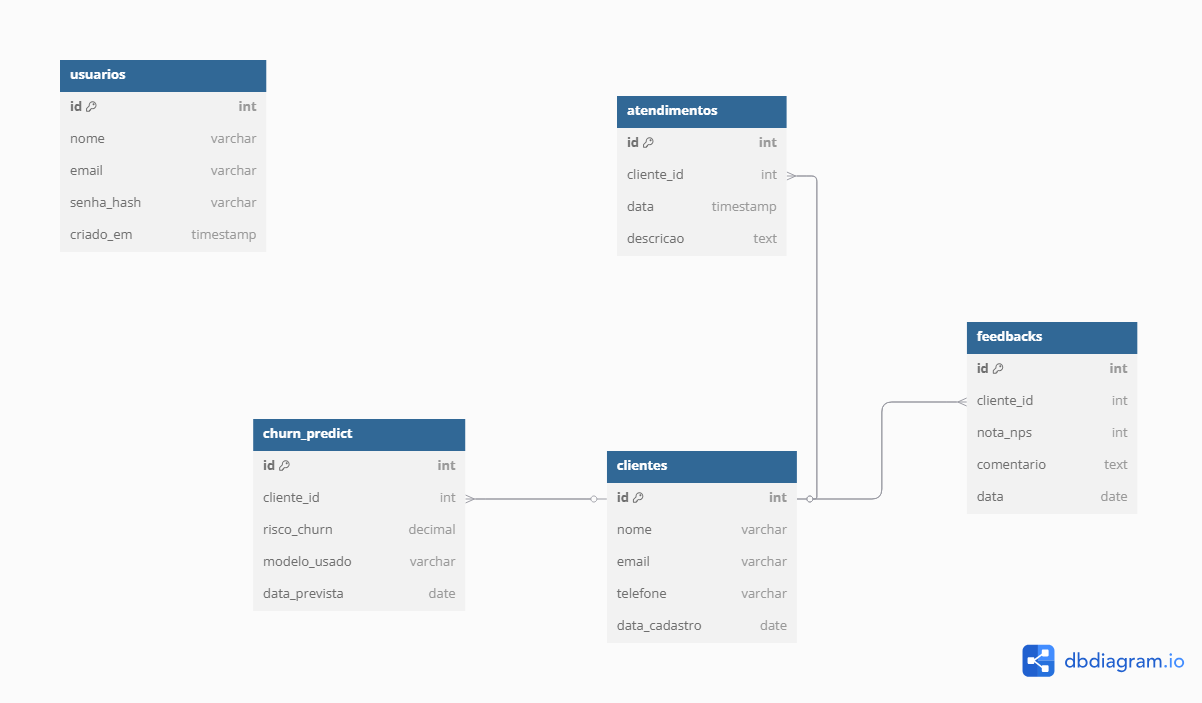 usuarios
id int
nome varchar
email varchar
senha_hash varchar
criado_em timestamp
atendimentos
id int
cliente_id int
data timestamp
descricao text
feedbacks
id int
cliente_id int
nota_nps int
comentario text
data date
churn_predict
id int
cliente_id int
risco_churn decimal
modelo_usado varchar
data_prevista date
clientes
id int
nome varchar
email varchar
telefone varchar
data_cadastro date
dbdiagram.io